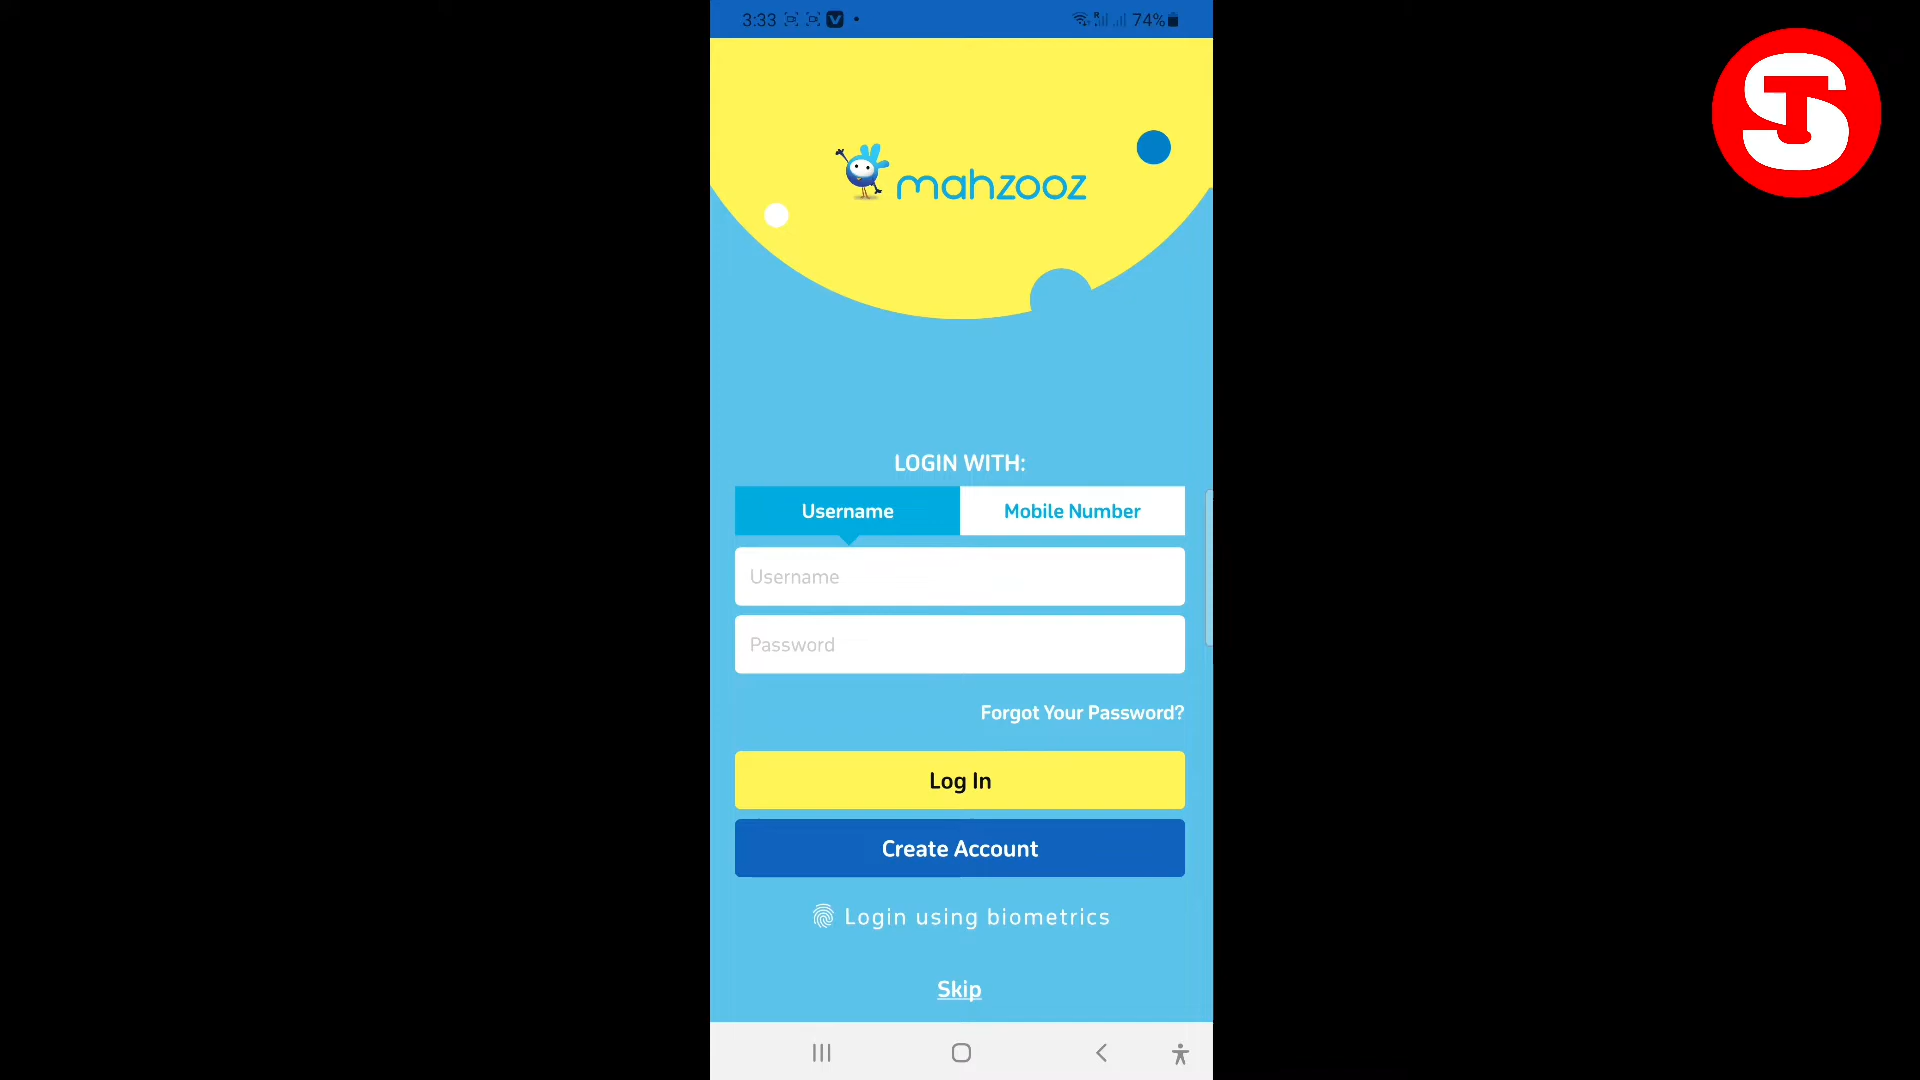 3:33
74%
mahzooz
LOGIN WITH:
Username
Mobile Number
Username
Password
Forgot Your Password?
Log In
Create Account
Login using biometrics
Skip